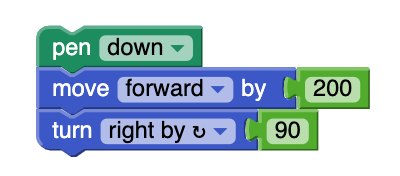 pen down
move forward by 200
turn right by ↻ 90